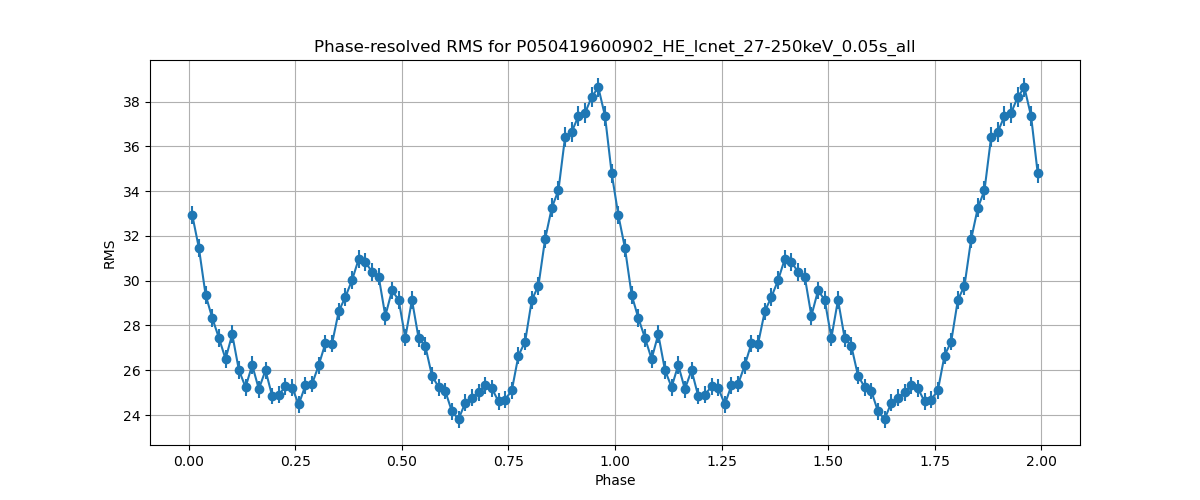 Phase-resolved RMS for P050419600902_HE_lcnet_27-250keV_0.05s_all
RMS
38
36
34
32
30
28
26
24
0.00 0.25 0.50 0.75 1.00 1.25 1.50 1.75 2.00
Phase